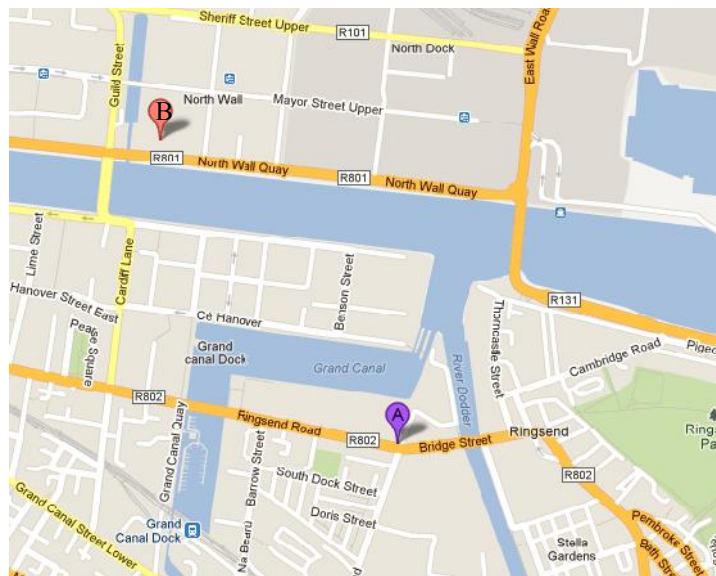 Sheriff Street Upper
R101
North Dock
East Wall Road
Guild Street
B
North Wall
Mayor Street Upper
R801
North Wall Quay
R801
North Wall Quay
Lime Street
Cardiff Lane
Hanover Street East
Pearse Square
Cé Hanover
Benson Street
R131
Thorncastle Street
Grand
canal Dock
Grand Canal
Cambridge Road
River Dodder
R802
Ringsend Road
A
R802
Bridge Street
Ringsend
Grand Canal Quay
Barrow Street
South Dock Street
R802
Doris Street
Grand
Canal Dock
Grand Canal Street Lower
Stella
Gardens
Pembroke Street
Bath Street